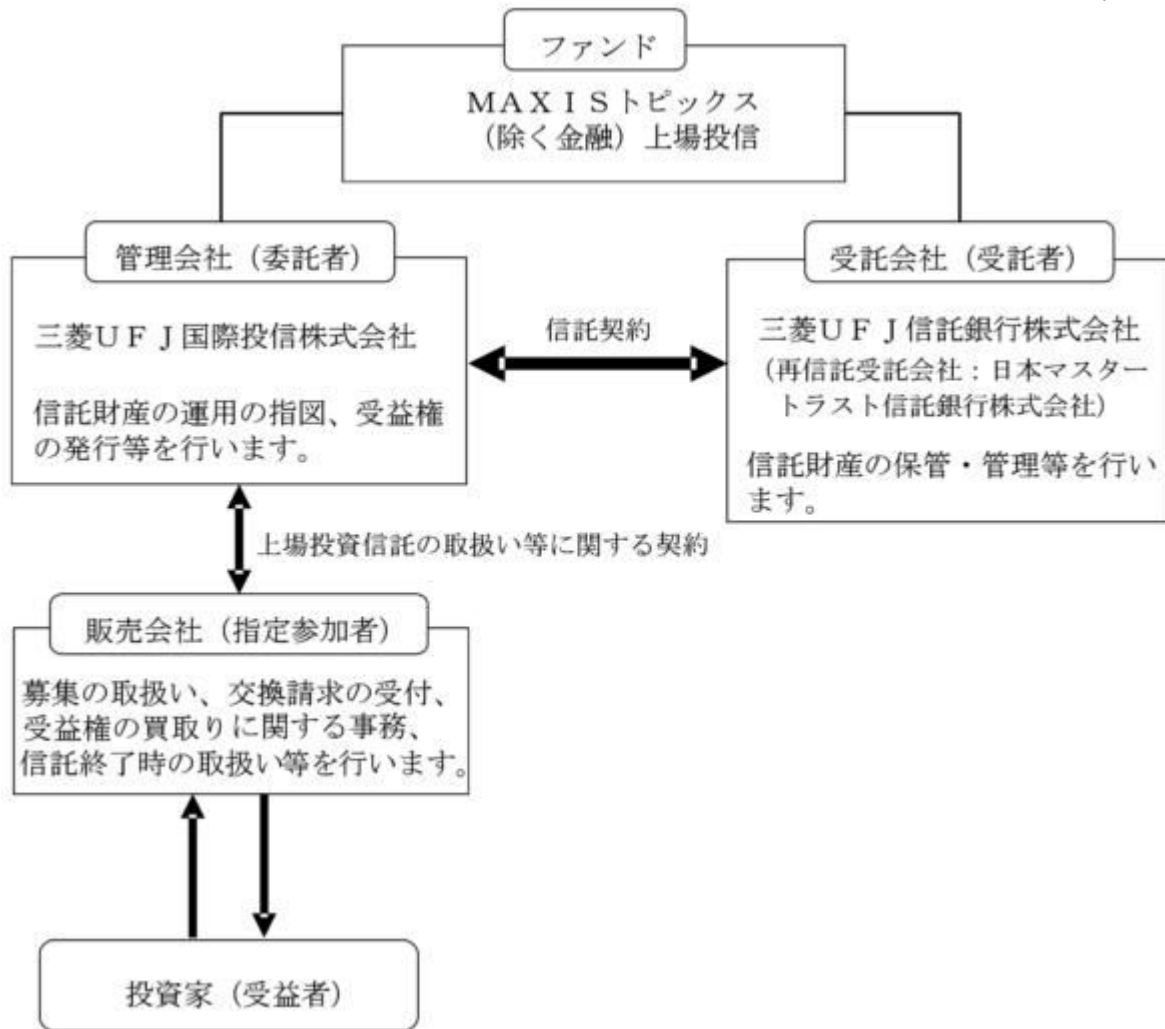 ファンド
ＭＡＸＩＳトピックス
（除く金融）上場投信
管理会社（委託者）
三菱ＵＦＪ国際投信株式会社
信託財産の運用の指図、受益権
の発行等を行います。
信託契約
受託会社（受託者）
三菱ＵＦＪ信託銀行株式会社
（再信託受託会社：日本マスター
トラスト信託銀行株式会社）
信託財産の保管・管理等を行い
ます。
上場投資信託の取扱い等に関する契約
販売会社（指定参加者）
募集の取扱い、交換請求の受付、
受益権の買取りに関する事務、
信託終了時の取扱い等を行います。
投資家（受益者）